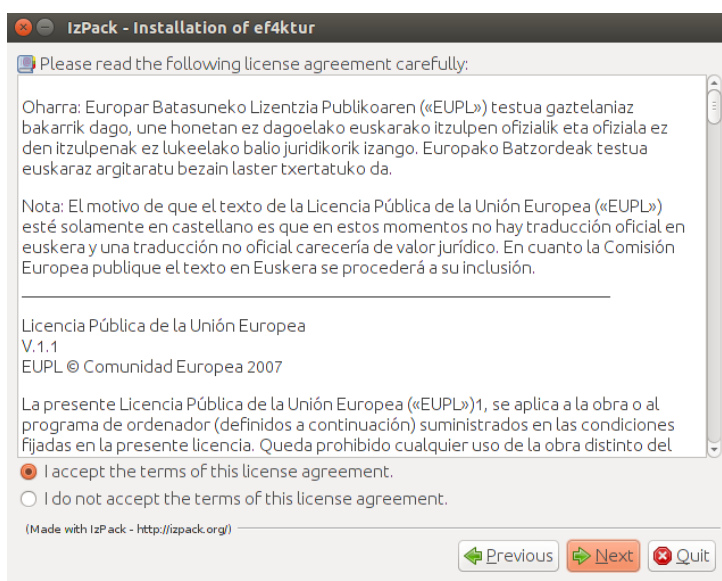 IzPack - Installation of ef4ktur
Please read the following license agreement carefully:
Oharra: Europar Batasuneko Lizentzia Publikoaren («EUPL») testua gaztelaniaz
bakarrik dago, une honetan ez dagoelako euskarako itzulpen ofizialik eta ofiziala ez
den itzulpenak ez lukeelako balio juridikorik izango. Europako Batzordeak testua
euskaraz argitaratu bezain laster txertatuko da.
Nota: El motivo de que el texto de la Licencia Pública de la Unión Europea («EUPL»)
esté solamente en castellano es que en estos momentos no hay traducción oficial en
euskera y una traducción no oficial carecería de valor jurídico. En cuanto la Comisión
Europea publique el texto en Euskera se procederá a su inclusión.
Licencia Pública de la Unión Europea
V.1.1
EUPL © Comunidad Europea 2007
La presente Licencia Pública de la Unión Europea («EUPL»)1, se aplica a la obra o al
programa de ordenador (definidos a continuación) suministrados en las condiciones
fijadas en la presente licencia. Queda prohibido cualquier uso de la obra distinto del
I accept the terms of this license agreement.
I do not accept the terms of this license agreement.
(Made with IzPack - http://izpack.org/)
Previous Next Quit